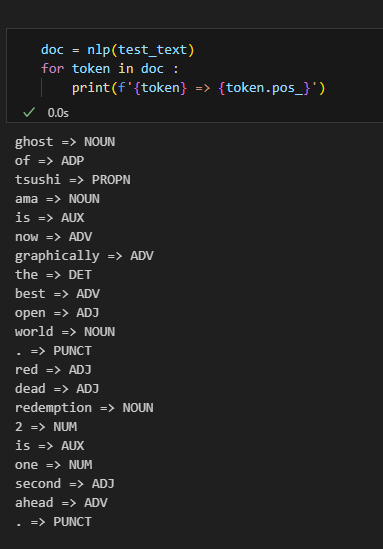 doc = nlp(test_text)
for token in doc :
    print(f'{token} => {token.pos_}')
0.0s
ghost => NOUN
of => ADP
tsushi => PROPN
ama => NOUN
is => AUX
now => ADV
graphically => ADV
the => DET
best => ADV
open => ADJ
world => NOUN
. => PUNCT
red => ADJ
dead => ADJ
redemption => NOUN
2 => NUM
is => AUX
one => NUM
second => ADJ
ahead => ADV
. => PUNCT